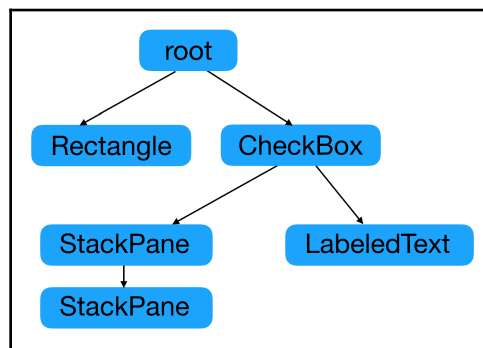 root
Rectangle
CheckBox
StackPane
LabeledText
StackPane